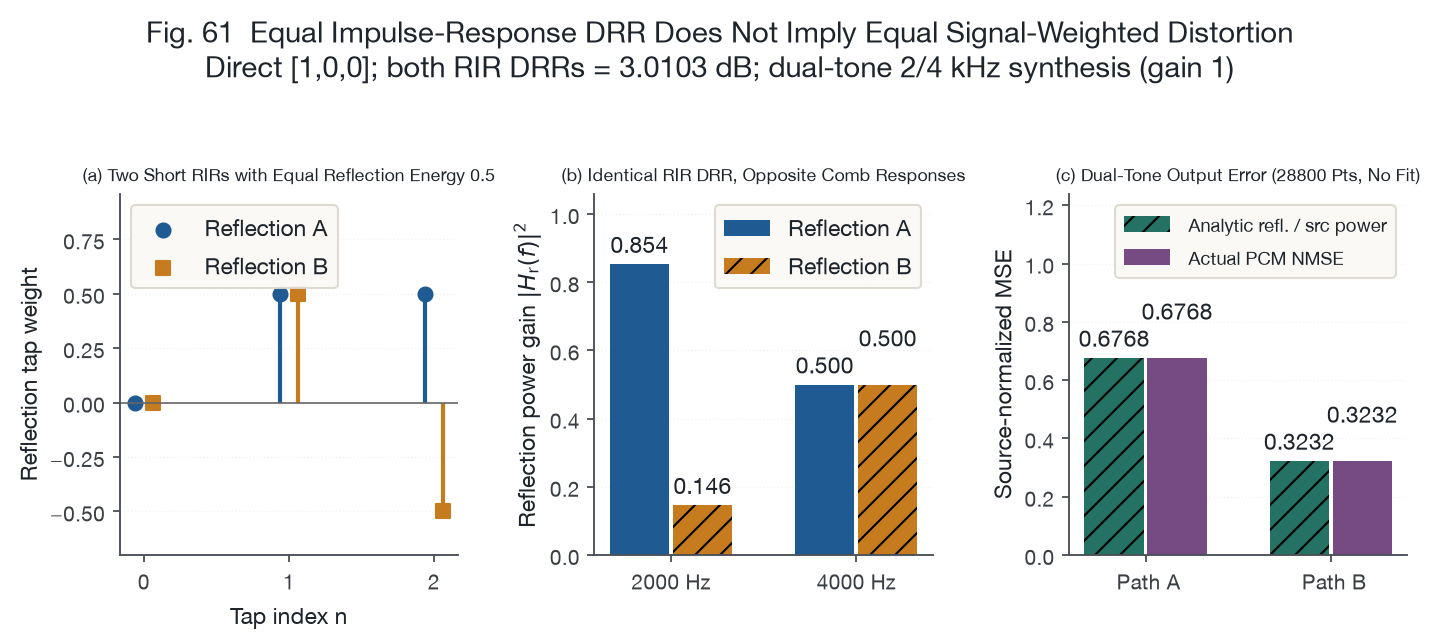 Fig. 61  Equal Impulse-Response DRR Does Not Imply Equal Signal-Weighted Distortion
Direct [1,0,0]; both RIR DRRs = 3.0103 dB; dual-tone 2/4 kHz synthesis (gain 1)
(a) Two Short RIRs with Equal Reflection Energy 0.5
Reflection A
Reflection B
Reflection tap weight
0.75
0.50
0.25
0.00
−0.25
−0.50
0
1
2
Tap index n
(b) Identical RIR DRR, Opposite Comb Responses
Reflection A
Reflection B
Reflection power gain |Hr(f)|²
1.0
0.8
0.6
0.4
0.2
0.0
0.854
0.146
0.500
0.500
2000 Hz
4000 Hz
(c) Dual-Tone Output Error (28800 Pts, No Fit)
Analytic refl. / src power
Actual PCM NMSE
Source-normalized MSE
1.2
1.0
0.8
0.6
0.4
0.2
0.0
0.6768
0.6768
0.3232
0.3232
Path A
Path B